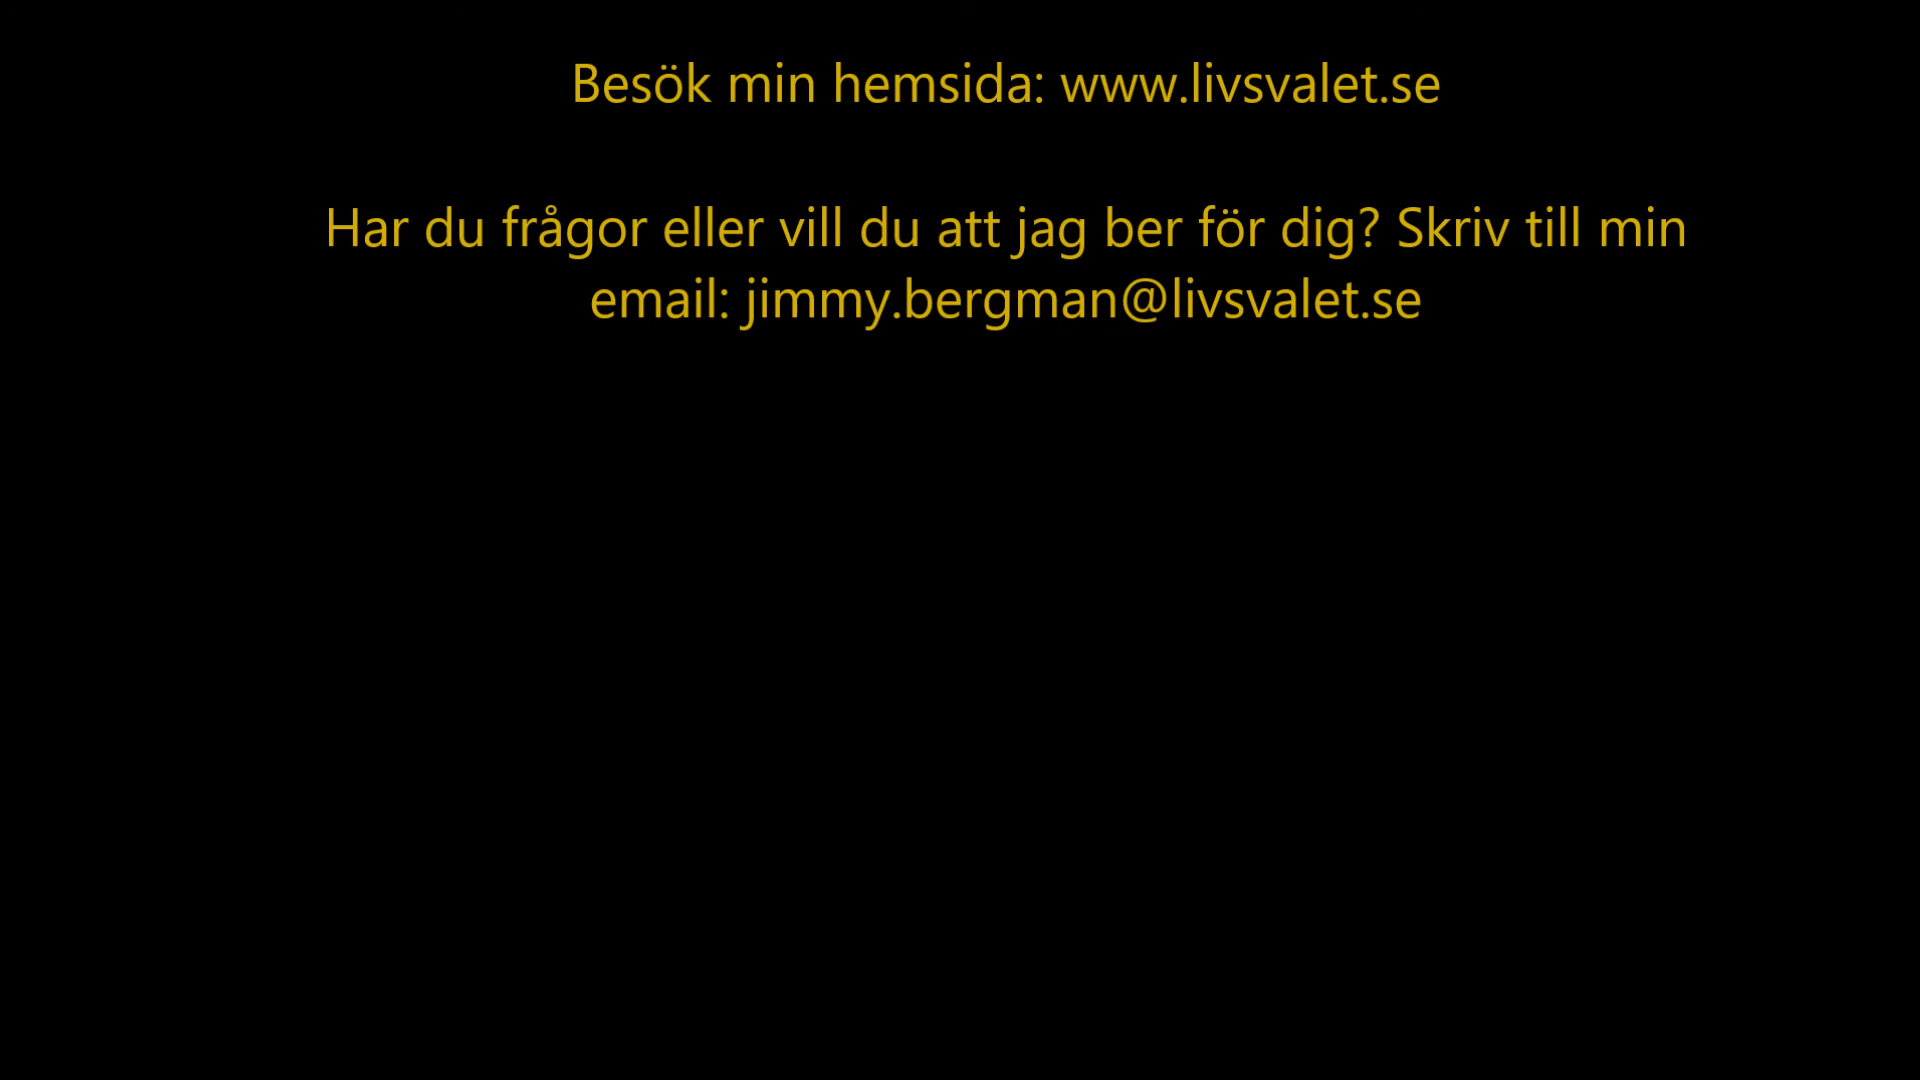 Besök min hemsida: www.livsvalet.se
Har du frågor eller vill du att jag ber för dig? Skriv till min
email: jimmy.bergman@livsvalet.se